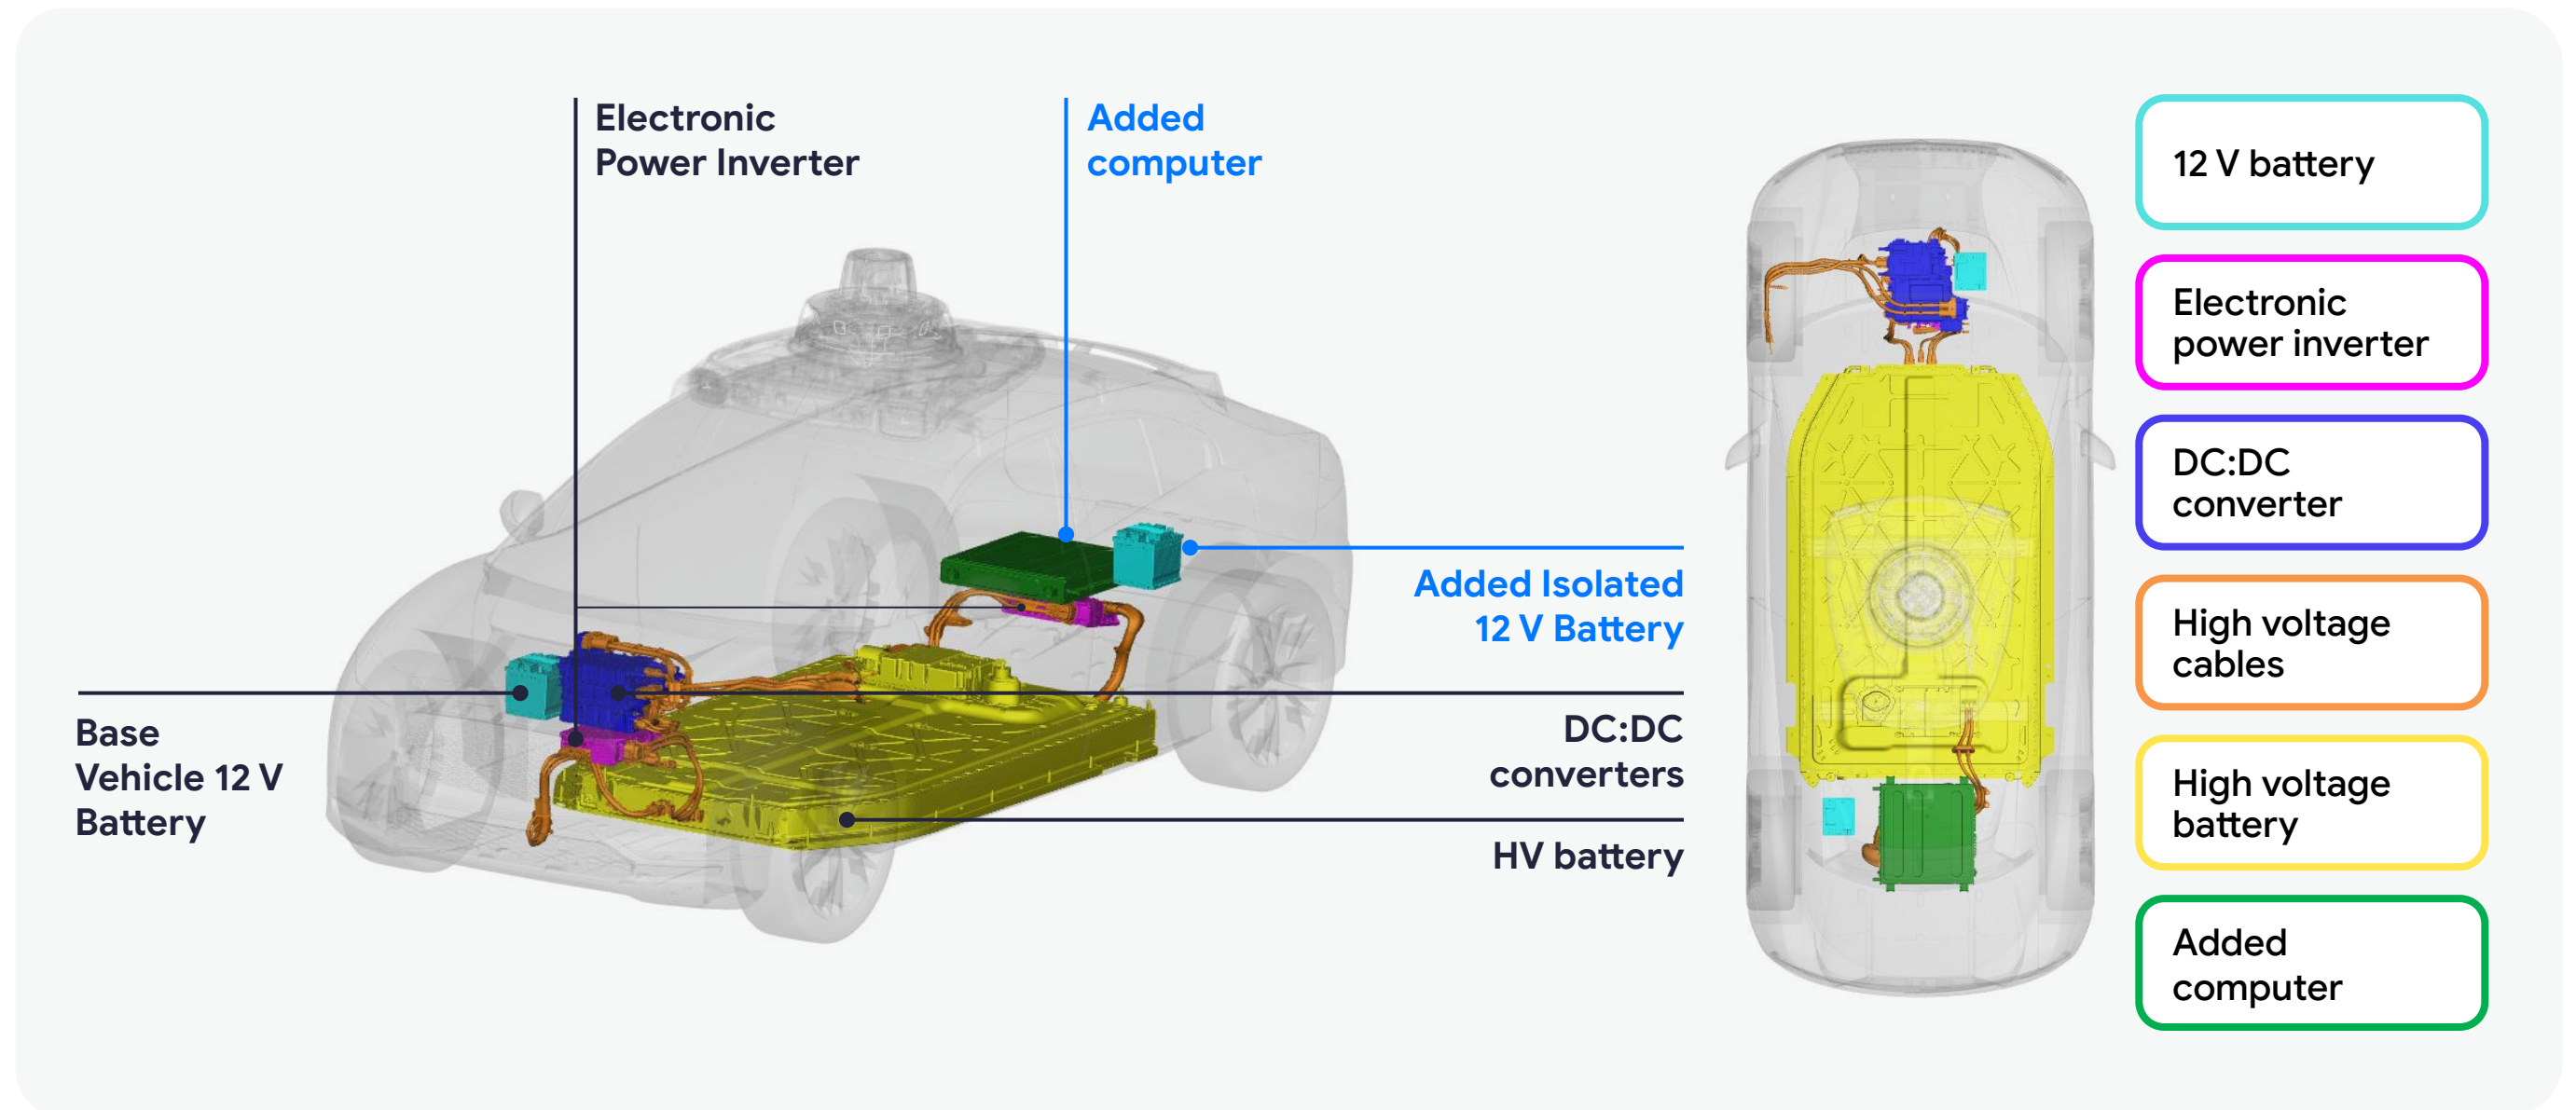 Electronic
Power Inverter
Added
computer
Added Isolated
12 V Battery
Base
Vehicle 12 V
Battery
DC:DC
converters
HV battery
12 V battery
Electronic
power inverter
DC:DC
converter
High voltage
cables
High voltage
battery
Added
computer